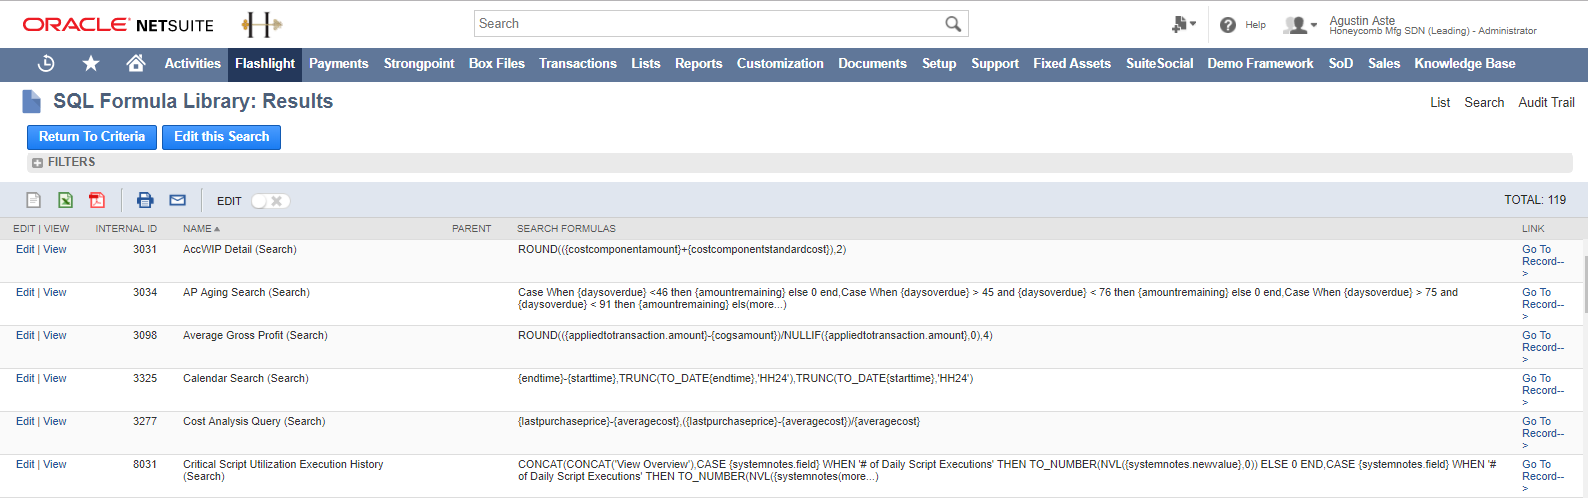 ORACLE NETSUITE H Search Help Agustin Aste
Honeycomb Mfg SDN (Leading) - Administrator
Activities Flashlight Payments Strongpoint Box Files Transactions Lists Reports Customization Documents Setup Support Fixed Assets SuiteSocial Demo Framework SoD Sales Knowledge Base
SQL Formula Library: Results List Search Audit Trail
Return To Criteria Edit this Search
FILTERS
EDIT TOTAL: 119
EDIT | VIEW INTERNAL ID NAME PARENT SEARCH FORMULAS LINK
Edit | View 3031 AccWIP Detail (Search) ROUND(({costcomponentamount}+{costcomponentstandardcost}),2) Go To
Record--
>
Edit | View 3034 AP Aging Search (Search) Case When {daysoverdue} <46 then {amountremaining} else 0 end,Case When {daysoverdue} > 45 and {daysoverdue} < 76 then {amountremaining} else 0 end,Case When {daysoverdue} > 75 and Go To
{daysoverdue} < 91 then {amountremaining} els(more...) Record--
>
Edit | View 3098 Average Gross Profit (Search) ROUND(({appliedtotransaction.amount}-{cogsamount})/NULLIF({appliedtotransaction.amount},0),4) Go To
Record--
>
Edit | View 3325 Calendar Search (Search) {endtime}-{starttime},TRUNC(TO_DATE{endtime},'HH24'),TRUNC(TO_DATE{starttime},'HH24') Go To
Record--
>
Edit | View 3277 Cost Analysis Query (Search) {lastpurchaseprice}-{averagecost},({lastpurchaseprice}-{averagecost})/{averagecost} Go To
Record--
>
Edit | View 8031 Critical Script Utilization Execution History CONCAT(CONCAT('View Overview'),CASE {systemnotes.field} WHEN '# of Daily Script Executions' THEN TO_NUMBER(NVL({systemnotes.newvalue},0)) ELSE 0 END,CASE {systemnotes.field} WHEN '# Go To
(Search) of Daily Script Executions' THEN TO_NUMBER(NVL({systemnotes(more...) Record--
>